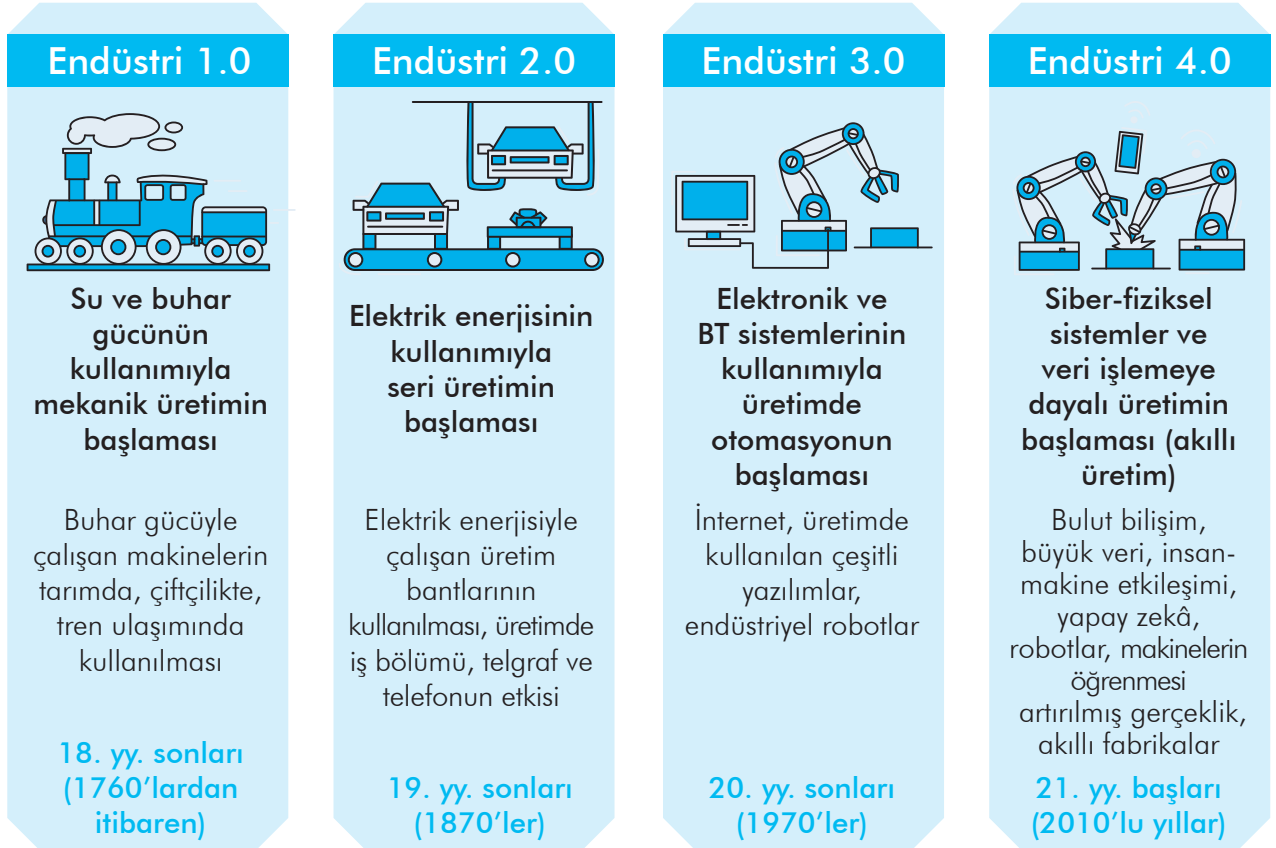 Endüstri 1.0
Su ve buhar
gücünün
kullanımıyla
mekanik üretimin
başlaması
Buhar gücüyle
çalışan makinelerin
tarımda, çiftçilikte,
tren ulaşımında
kullanılması
18. yy. sonları
(1760’lardan
itibaren)
Endüstri 2.0
Elektrik enerjisinin
kullanımıyla
seri üretimin
başlaması
Elektrik enerjisiyle
çalışan üretim
bantlarının
kullanılması, üretimde
iş bölümü, telgraf ve
telefonun etkisi
19. yy. sonları
(1870’ler)
Endüstri 3.0
Elektronik ve
BT sistemlerinin
kullanımıyla
üretimde
otomasyonun
başlaması
İnternet, üretimde
kullanılan çeşitli
yazılımlar,
endüstriyel robotlar
20. yy. sonları
(1970’ler)
Endüstri 4.0
Siber-fiziksel
sistemler ve
veri işlemeye
dayalı üretimin
başlaması (akıllı
üretim)
Bulut bilişim,
büyük veri, insan-
makine etkileşimi,
yapay zekâ,
robotlar, makinelerin
öğrenmesi
artırılmış gerçeklik,
akıllı fabrikalar
21. yy. başları
(2010’lu yıllar)